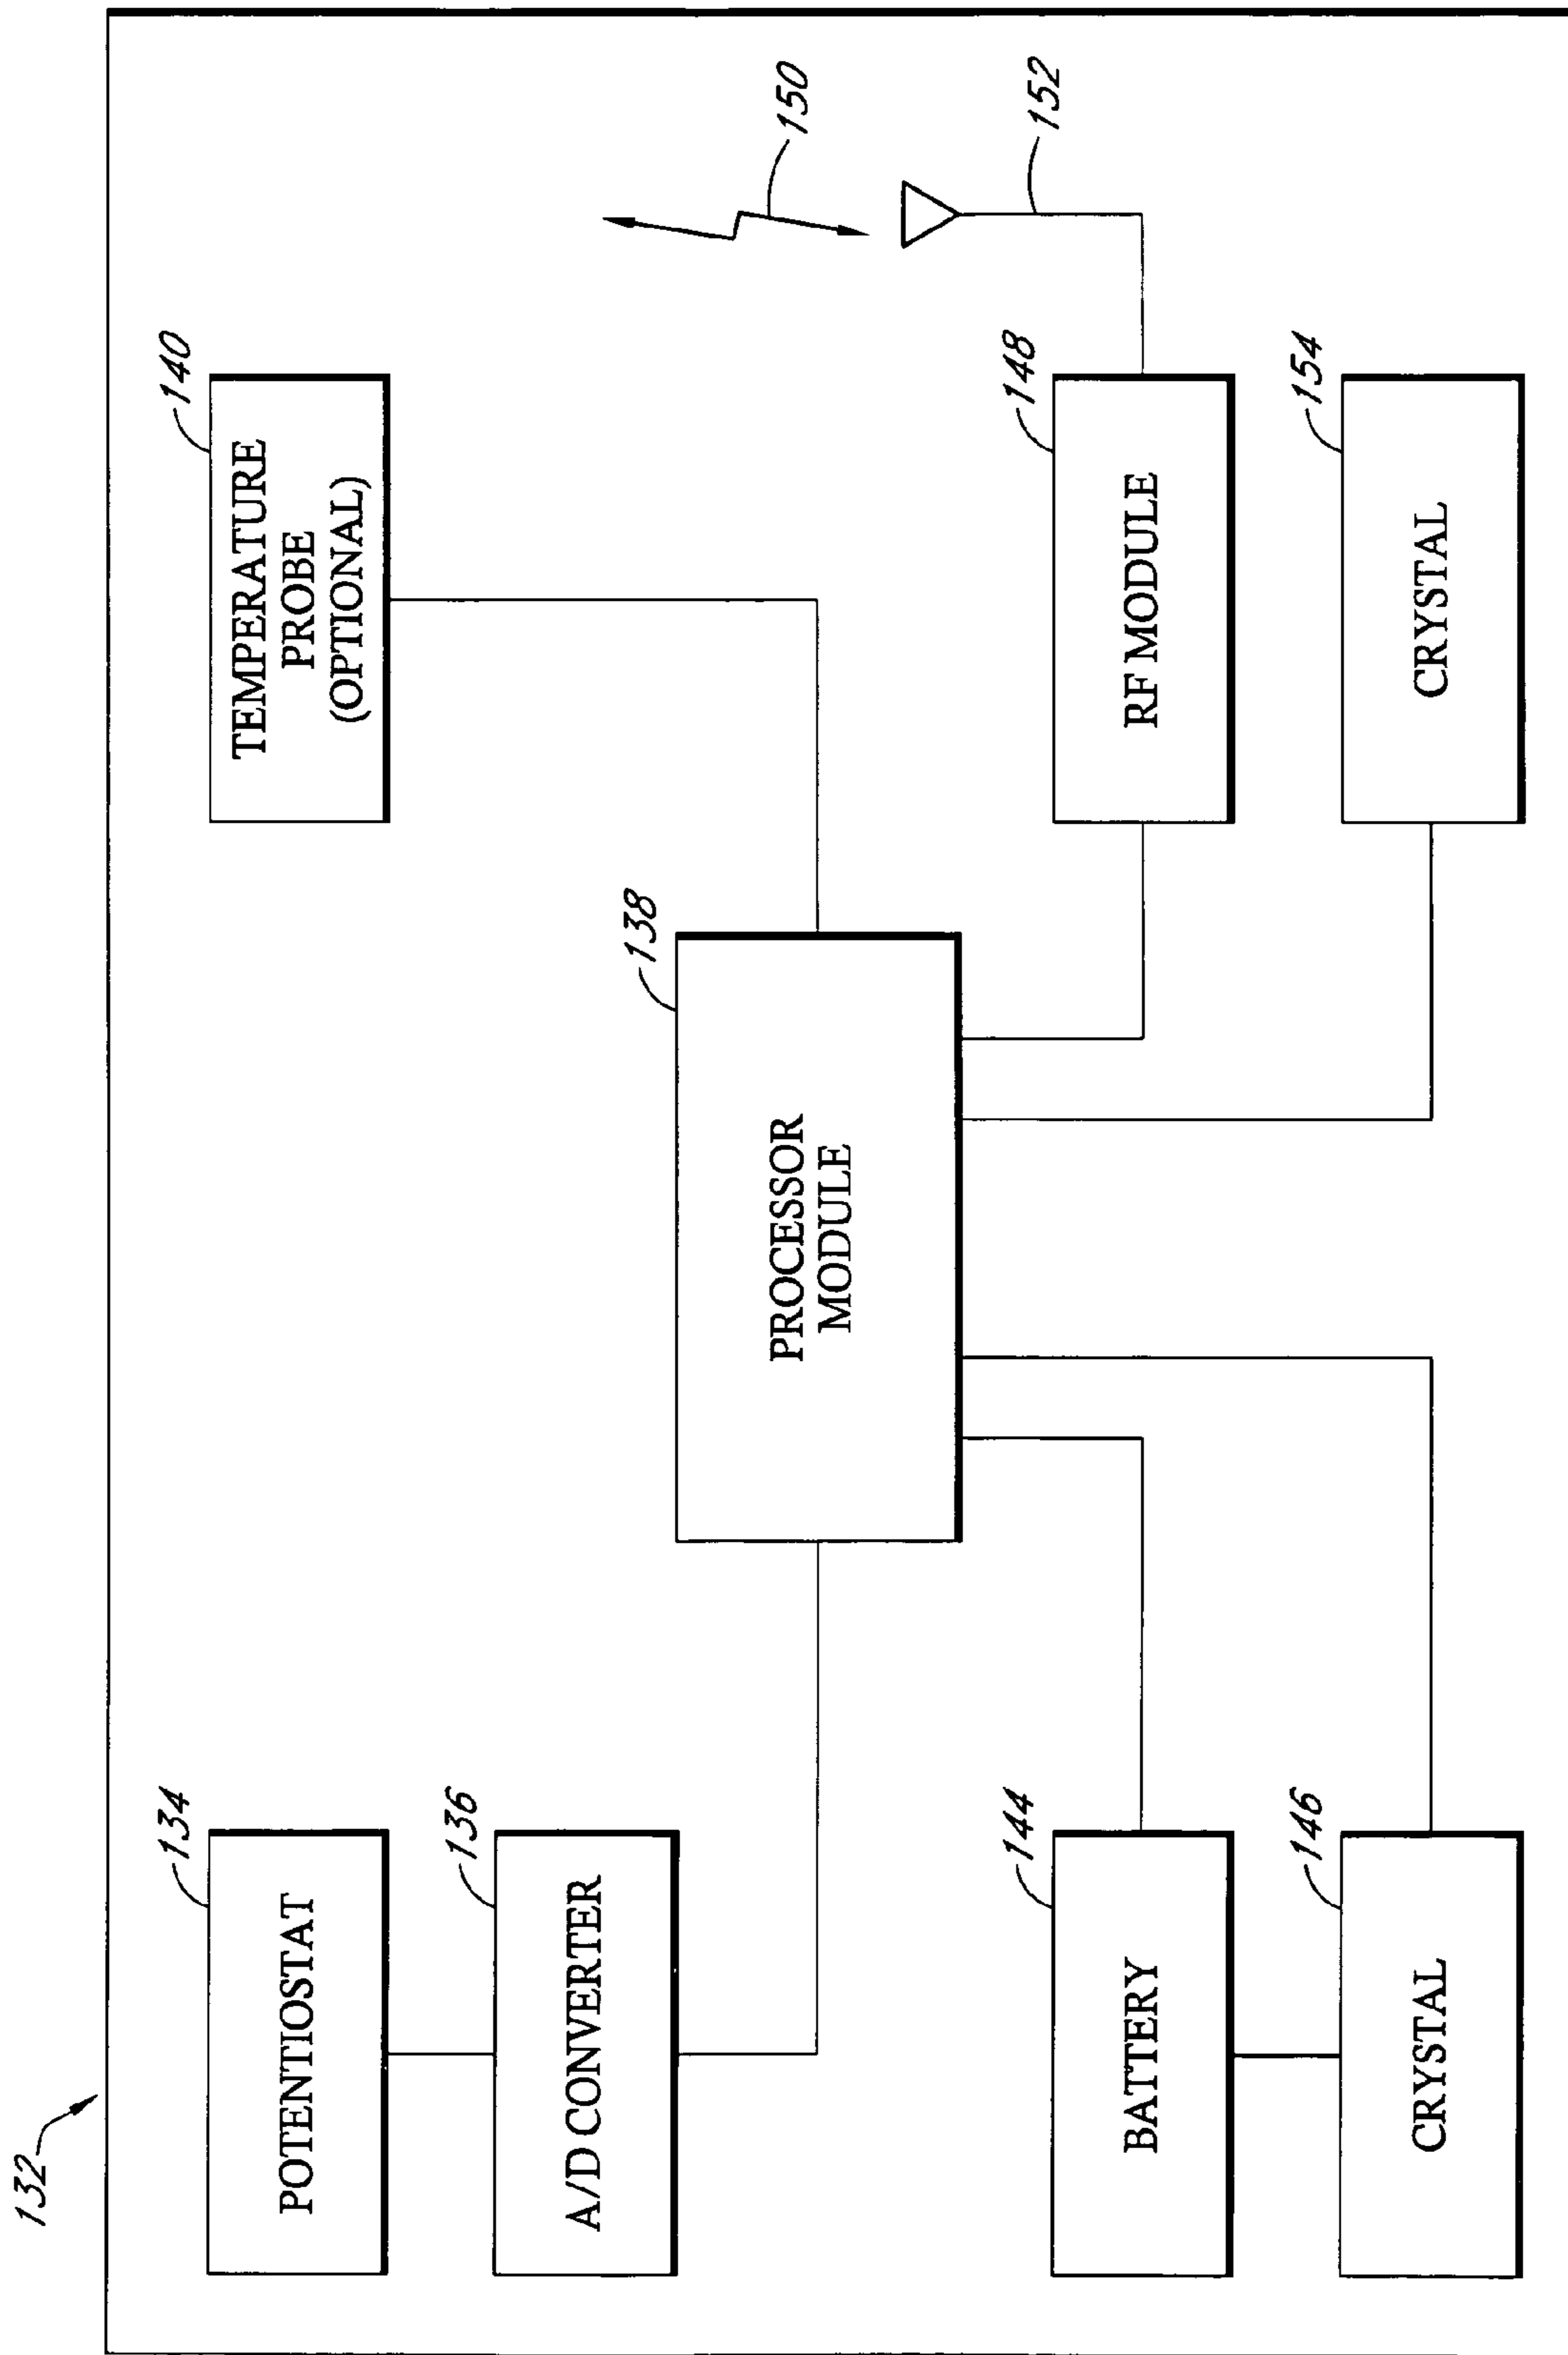 132
134
POTENTIOSTAT
136
A/D CONVERTER
138
PROCESSOR
MODULE
140
TEMPERATURE
PROBE
(OPTIONAL)
150
152
144
BATTERY
146
CRYSTAL
148
RF MODULE
154
CRYSTAL